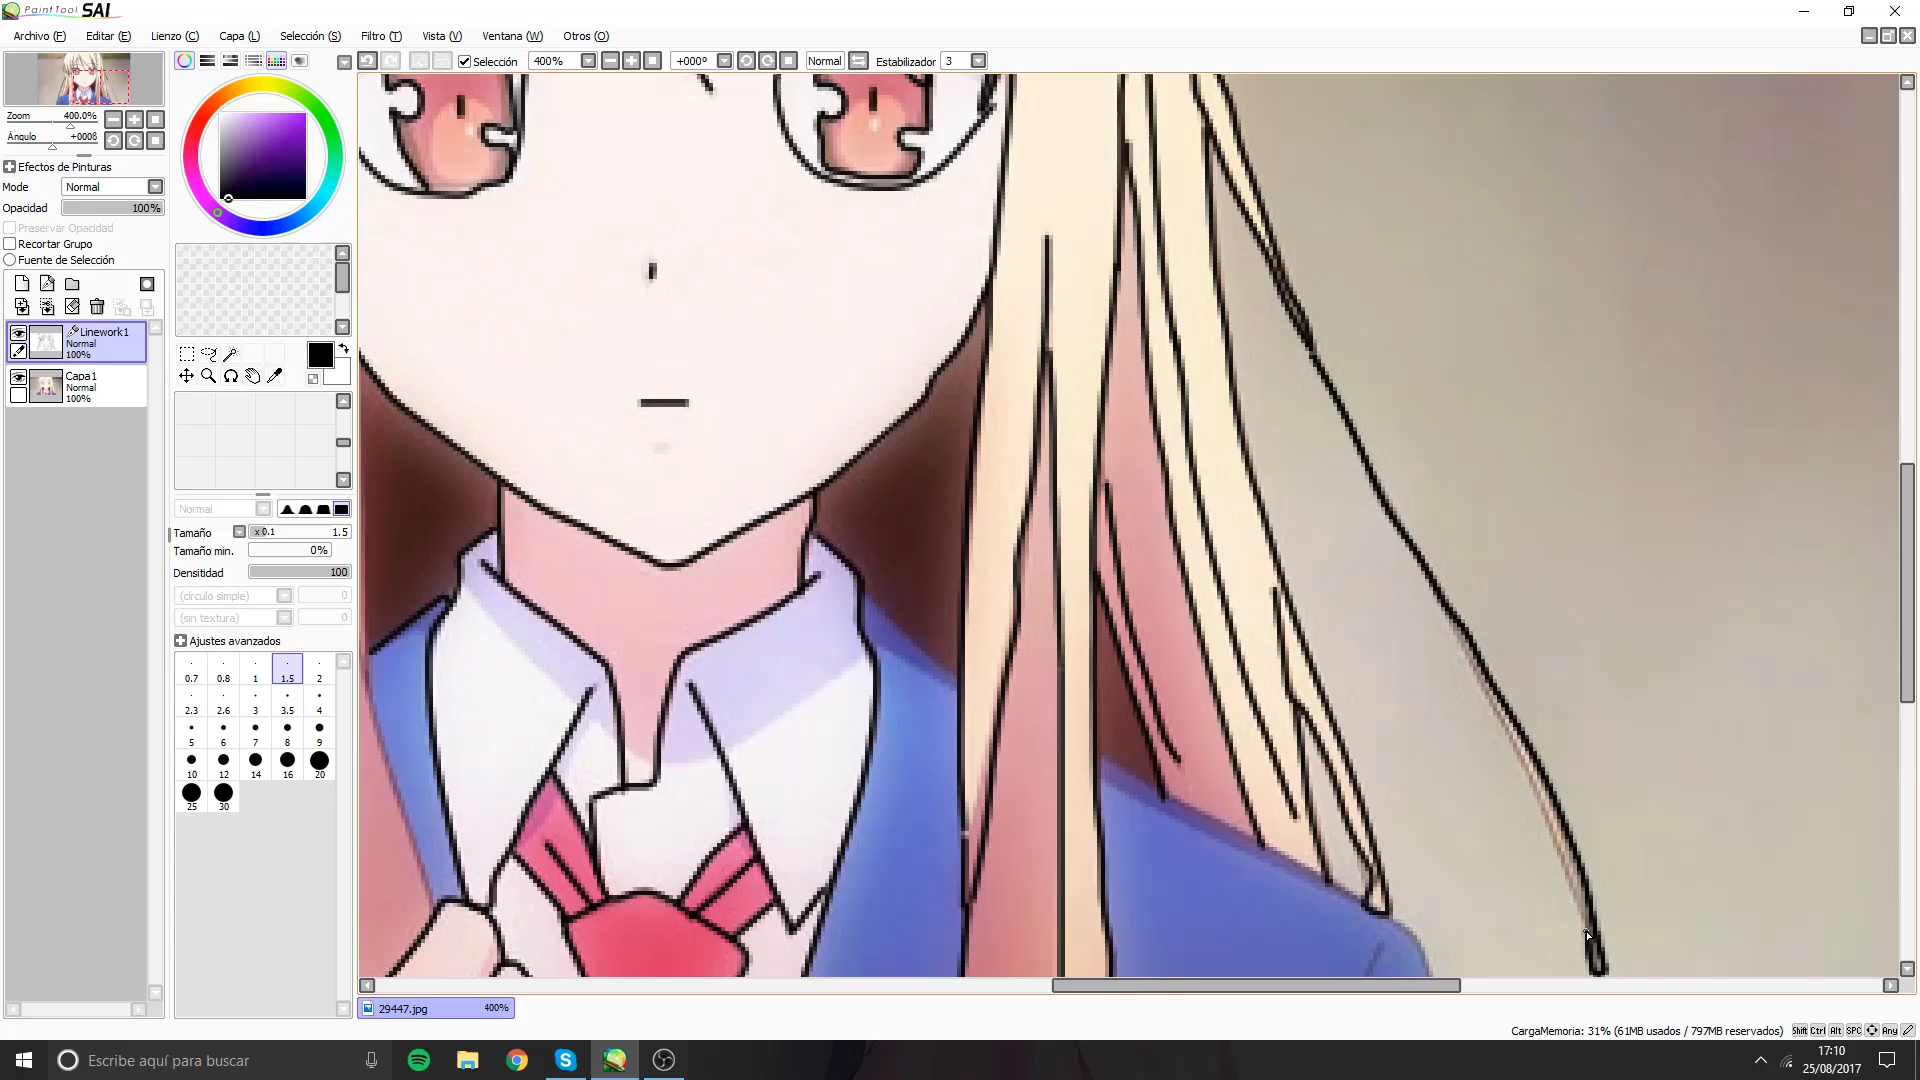 PaintTool SAI
Archivo (F) Editar (E) Lienzo (C) Capa (L) Selección (S) Filtro (T) Vista (V) Ventana (W) Otros (O)
Selección 400% +000º Normal Estabilizador 3
Zoom 400.0%
Ángulo +000ß
Efectos de Pinturas
Mode Normal
Opacidad 100%
Preservar Opacidad
Recortar Grupo
Fuente de Selección
Linework1
Normal
100%
Capa1
Normal
100%
Normal
Tamaño x0.1 1.5
Tamaño min. 0%
Densitidad 100
(círculo simple) 0
(sin textura) 0
Ajustes avanzados
0.7 0.8 1 1.5 2
2.3 2.6 3 3.5 4
5 6 7 8 9
10 12 14 16 20
25 30
29447.jpg 400%
CargaMemoria: 31% (61MB usados / 797MB reservados) Shift Ctrl Alt SPC Any
Escribe aquí para buscar
17:10
25/08/2017